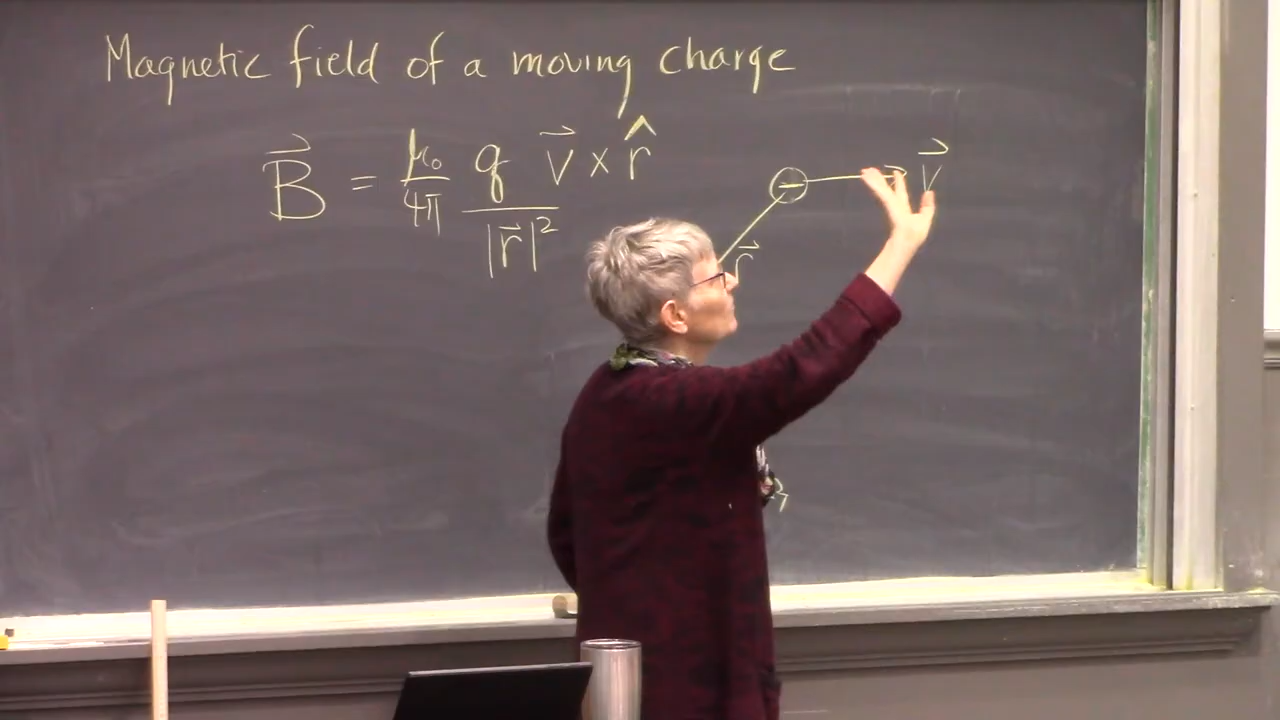 Magnetic field of a moving charge
B⃗ = μ₀/4π q v⃗ × r̂ / |r⃗|²
− v⃗
r⃗